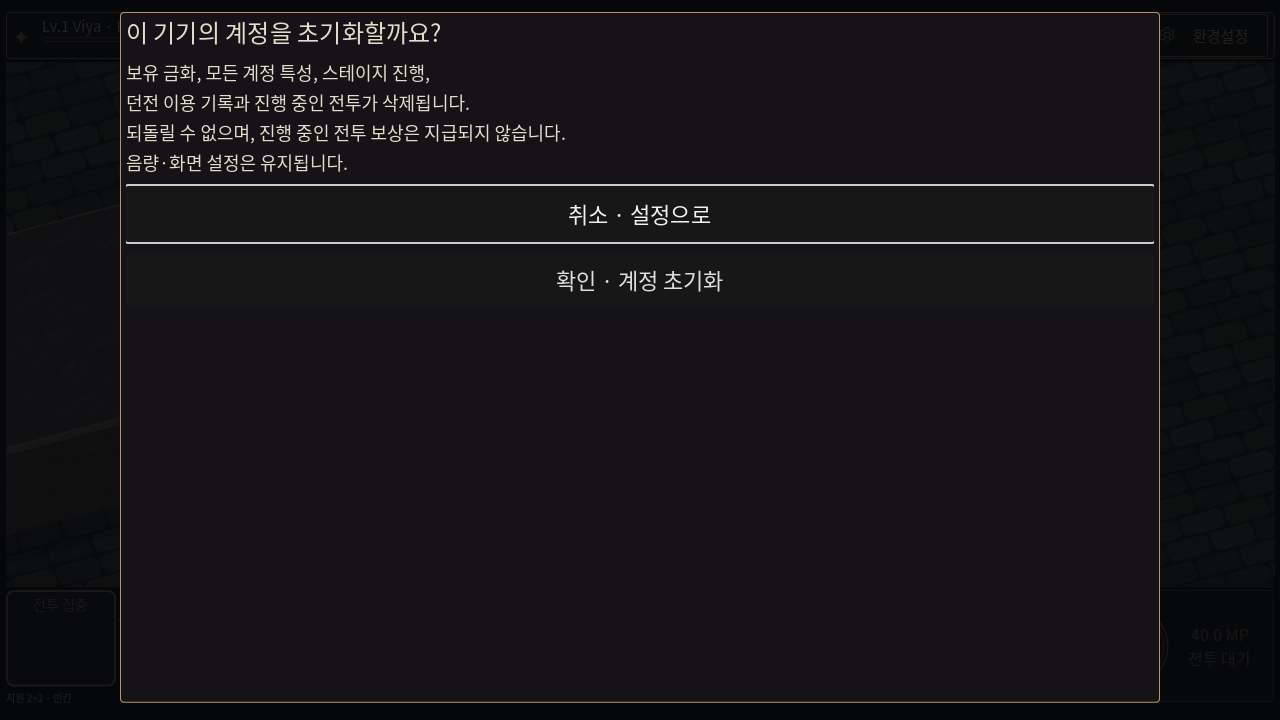 Lv.1 Viya ·
환경설정
이 기기의 계정을 초기화할까요?
보유 금화, 모든 계정 특성, 스테이지 진행,
던전 이용 기록과 진행 중인 전투가 삭제됩니다.
되돌릴 수 없으며, 진행 중인 전투 보상은 지급되지 않습니다.
음량·화면 설정은 유지됩니다.
취소 · 설정으로
확인 · 계정 초기화
전투 집중
40.0 MP
전투 대기
지원 2+2 · 빈칸